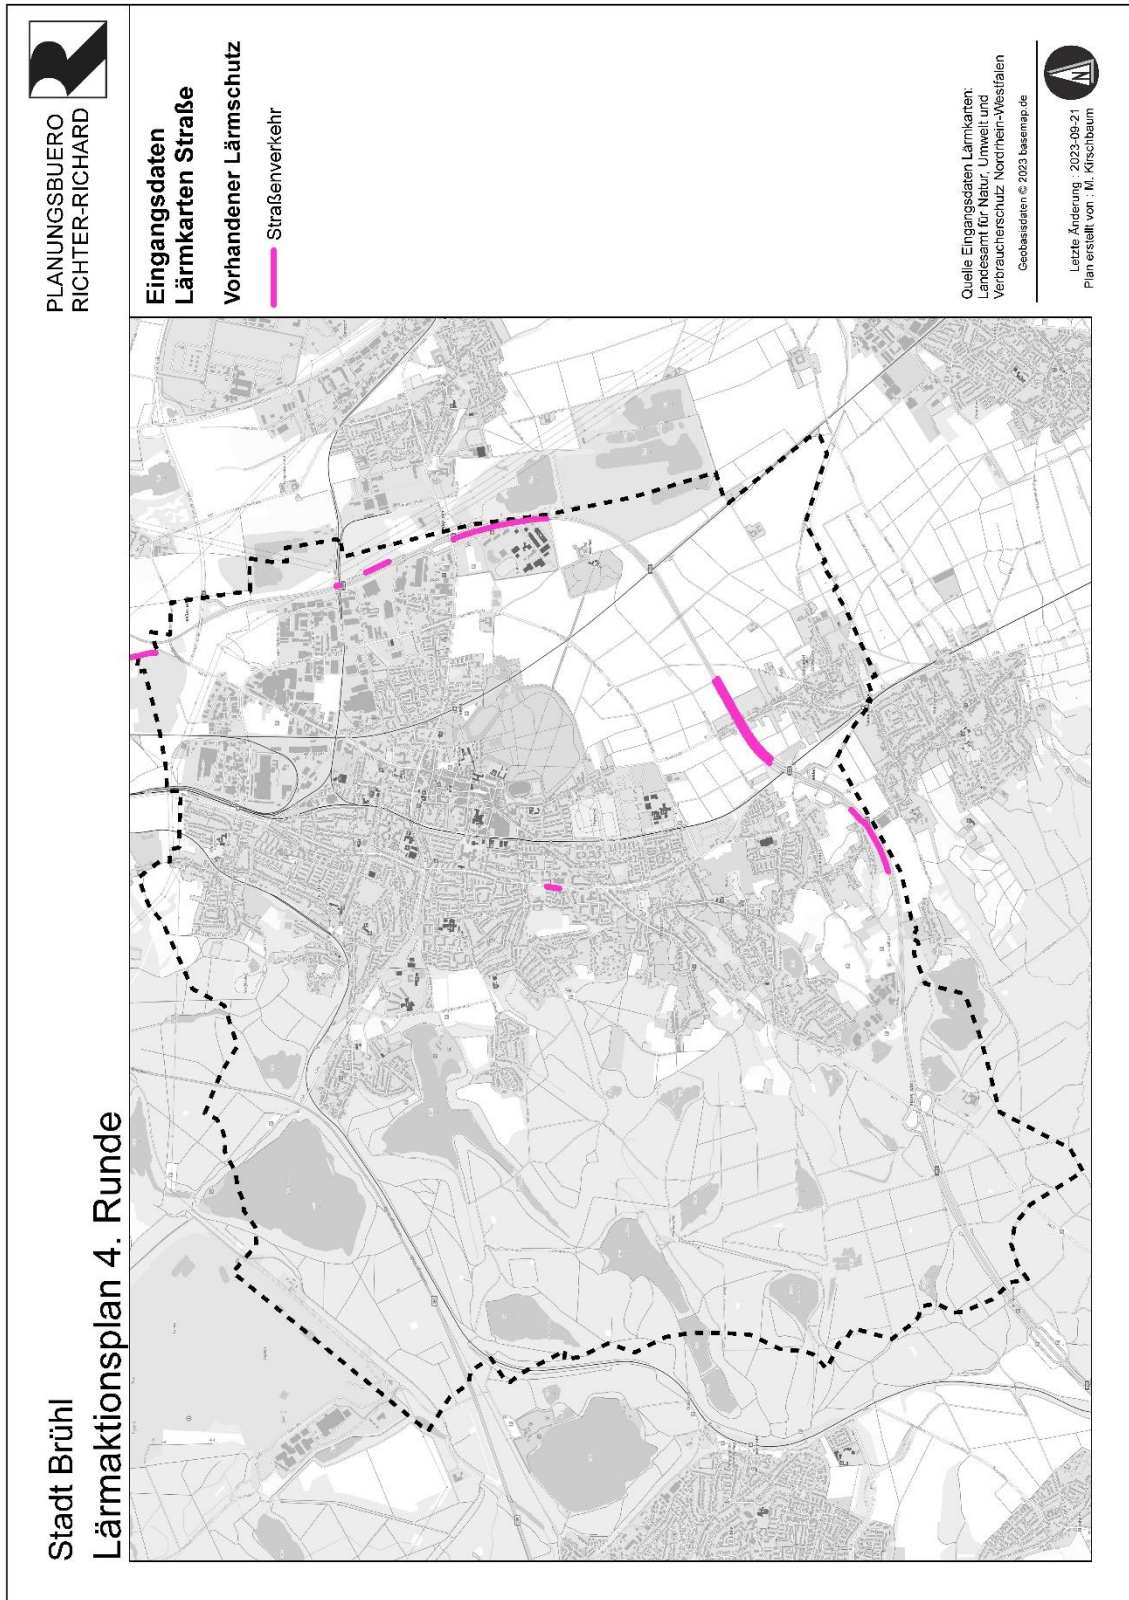 Stadt Brühl
Lärmaktionsplan 4. Runde
PLANUNGSBUERO
RICHTER-RICHARD
Eingangsdaten
Lärmkarten Straße
Vorhandener Lärmschutz
Straßenverkehr
Quelle Eingangsdaten Lärmkarten:
Landesamt für Natur, Umwelt und
Verbraucherschutz Nordrhein-Westfalen
Geobasisdaten © 2023 basemap.de
N
Letzte Änderung : 2023-09-21
Plan erstellt von : M. Kirschbaum